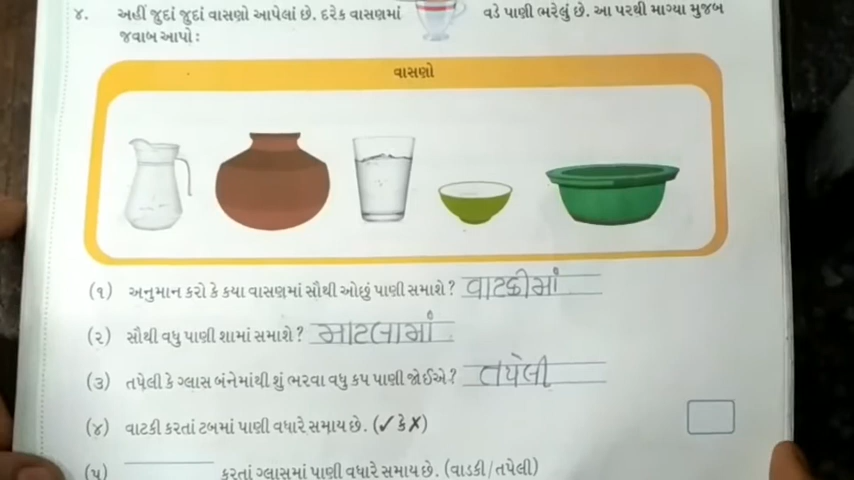 ૪. અહીં જુદાં જુદાં વાસણો આપેલાં છે. દરેક વાસણમાં વડે પાણી ભરેલું છે. આ પરથી માગ્યા મુજબ
જવાબ આપો :
વાસણો
(૧) અનુમાન કરો કે કયા વાસણમાં સૌથી ઓછું પાણી સમાશે? વાટકીમાં
(૨) સૌથી વધુ પાણી શામાં સમાશે? માટલામાં
(૩) તપેલી કે ગ્લાસ બંનેમાંથી શું ભરવા વધુ કપ પાણી જોઈએ? તપેલી
(૪) વાટકી કરતાં ટબમાં પાણી વધારે સમાય છે. (✓ કે ✗)
(૫) ___ કરતાં ગ્લાસમાં પાણી વધારે સમાય છે. (વાડકી/તપેલી)